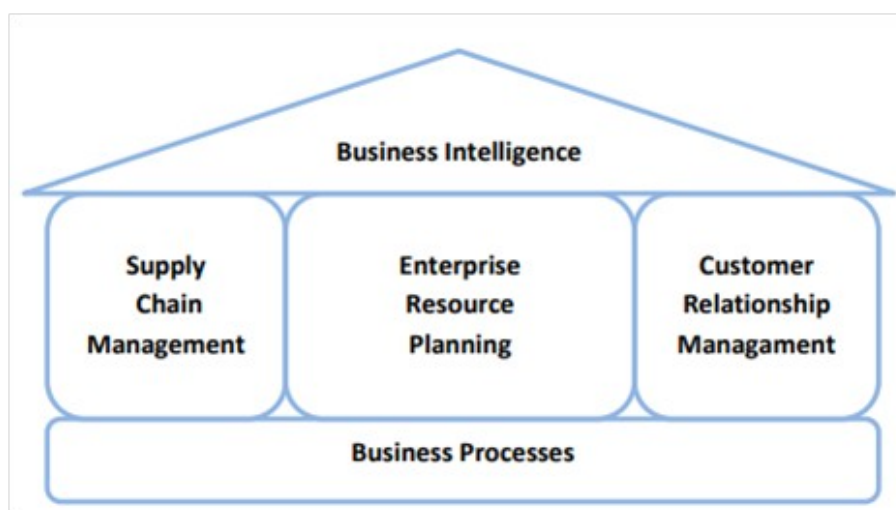 Business Intelligence
Supply
Chain
Management
Enterprise
Resource
Planning
Customer
Relationship
Managament
Business Processes